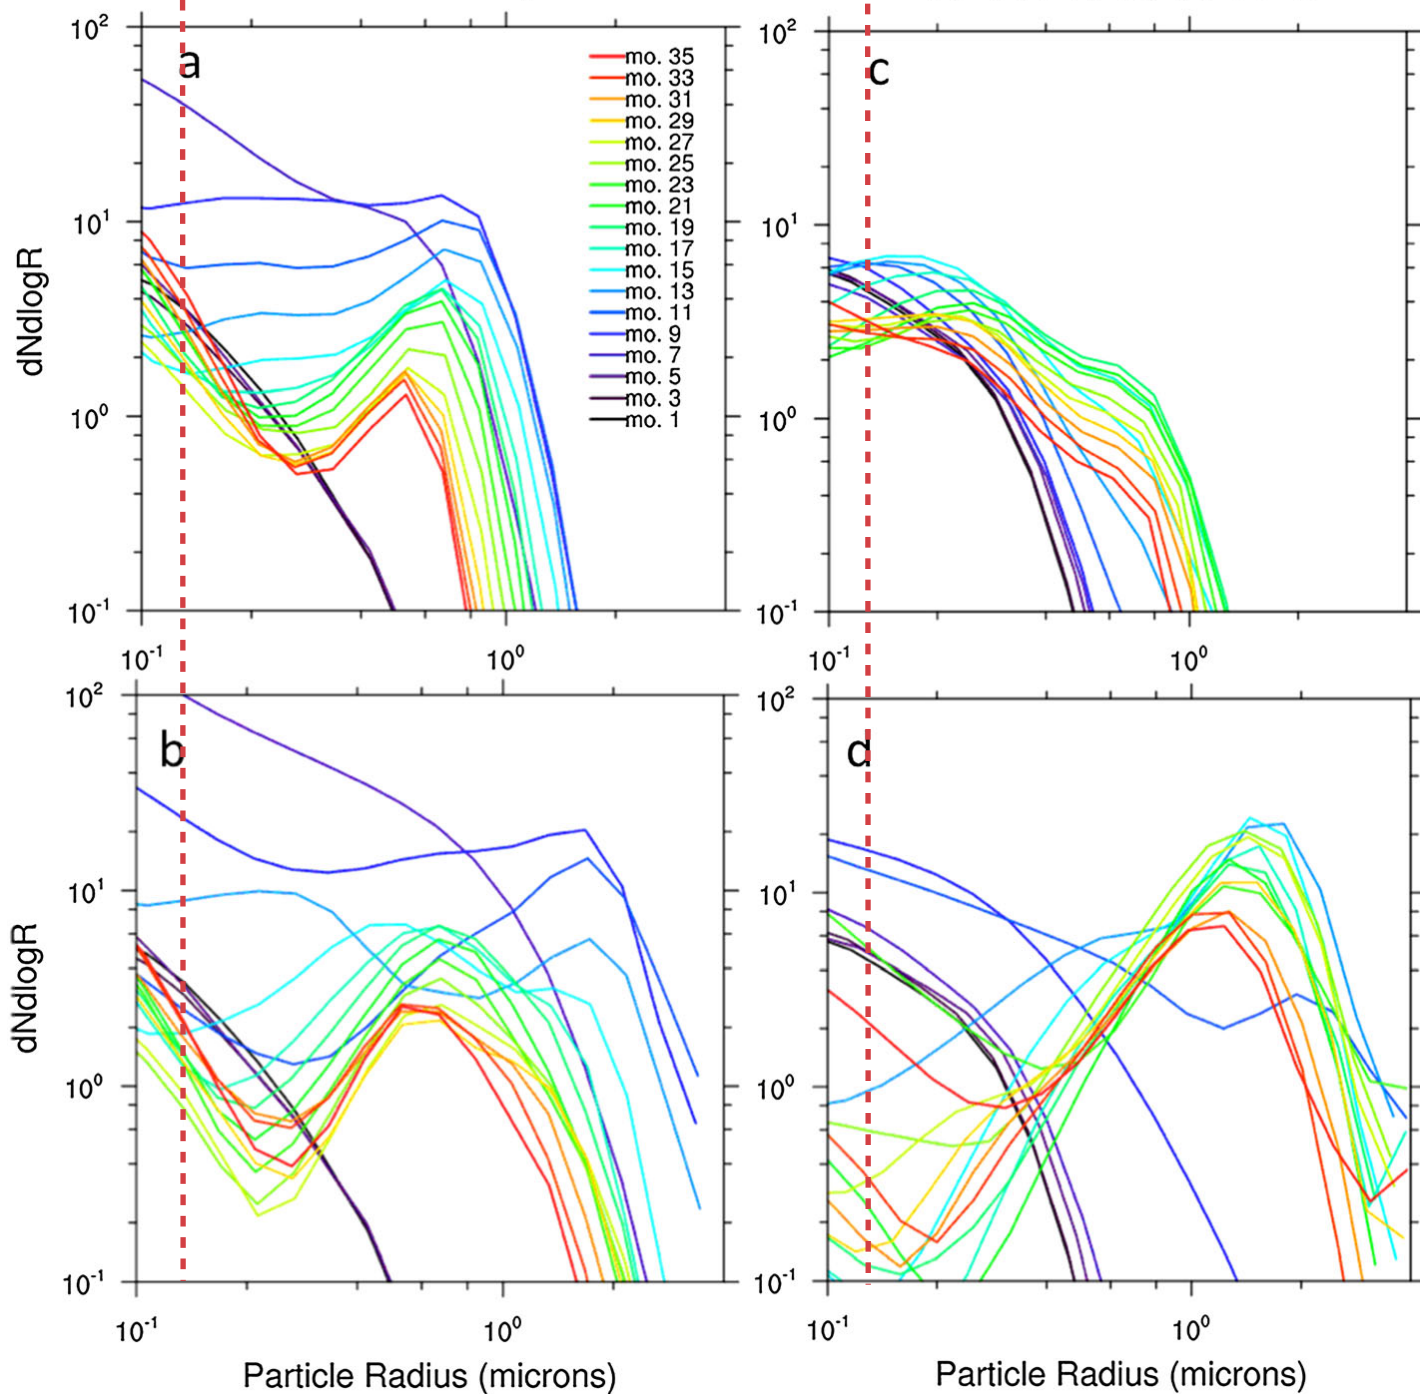 a
c
10²
10¹
10⁰
10⁻¹
dNdlogR
mo. 35
mo. 33
mo. 31
mo. 29
mo. 27
mo. 25
mo. 23
mo. 21
mo. 19
mo. 17
mo. 15
mo. 13
mo. 11
mo. 9
mo. 7
mo. 5
mo. 3
mo. 1
10⁻¹ 10⁰
10²
10¹
10⁰
10⁻¹
10⁻¹ 10⁰
b
d
10²
10¹
10⁰
10⁻¹
dNdlogR
10⁻¹ 10⁰
Particle Radius (microns)
10²
10¹
10⁰
10⁻¹
10⁻¹ 10⁰
Particle Radius (microns)